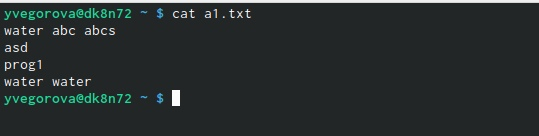 yvegorova@dk8n72 ~ $ cat a1.txt
water abc abcs
asd
prog1
water water
yvegorova@dk8n72 ~ $